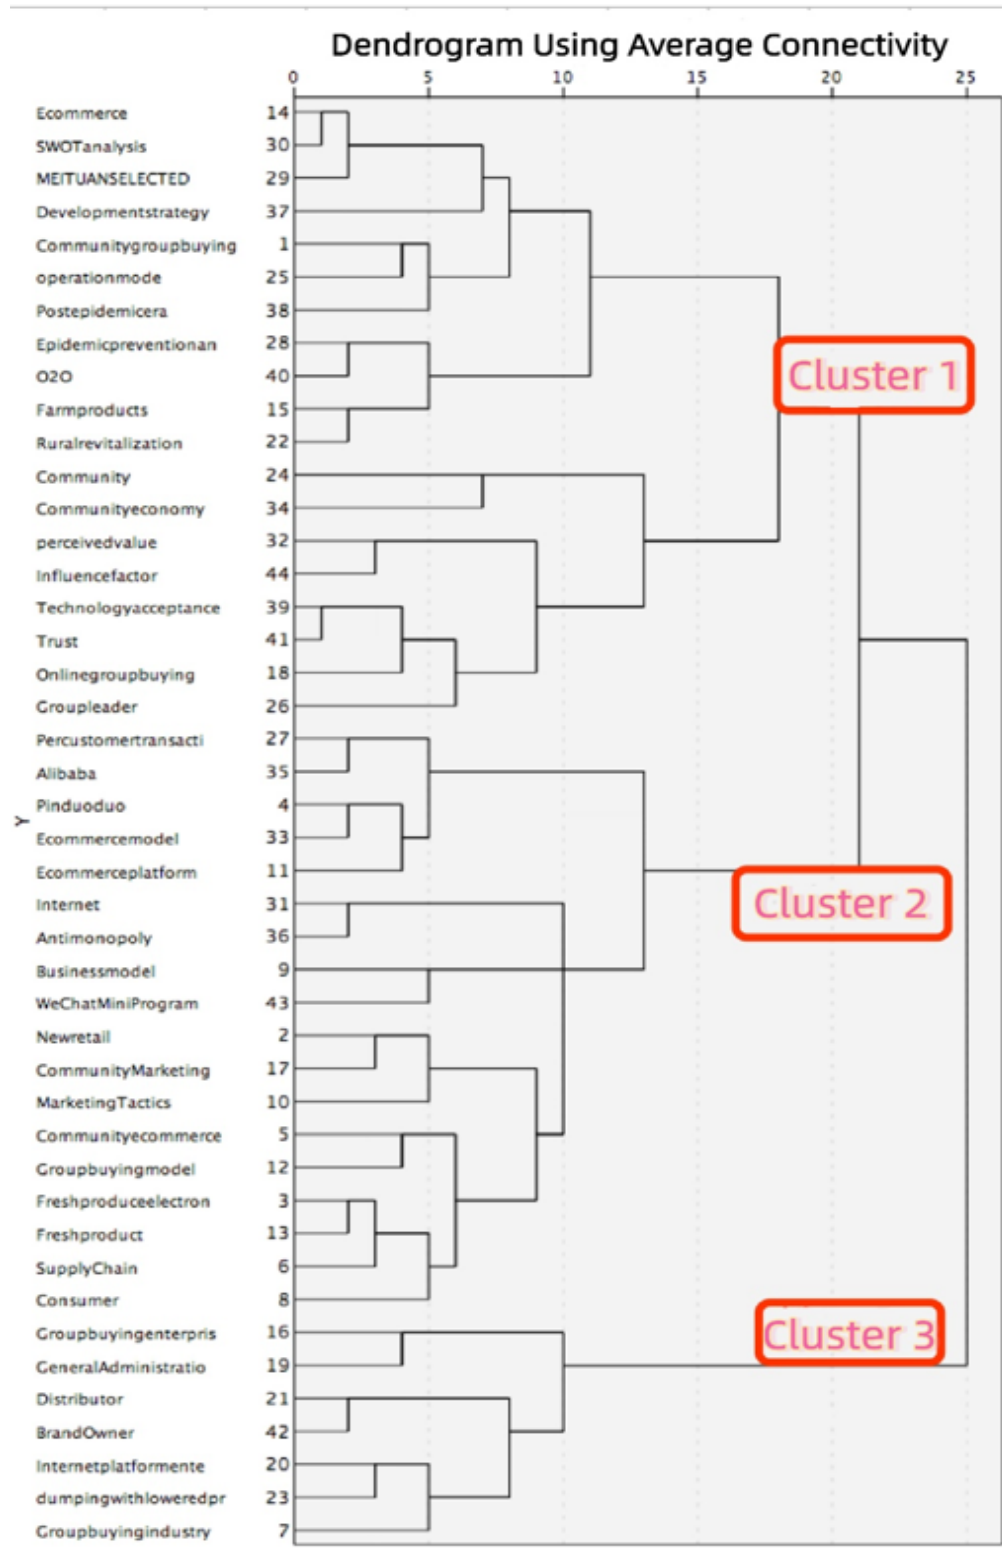 Dendrogram Using Average Connectivity
0 5 10 15 20 25
Ecommerce 14
SWOTanalysis 30
MEITUANSELECTED 29
Developmentstrategy 37
Communitygroupbuying 1
operationmode 25
Postepidemicera 38
Epidemicpreventionan 28
O2O 40
Cluster 1
Farmproducts 15
Ruralrevitalization 22
Community 24
Communityeconomy 34
perceivedvalue 32
Influencefactor 44
Technologyacceptance 39
Trust 41
Onlinegroupbuying 18
Groupleader 26
Percustomertransacti 27
Alibaba 35
Pinduoduo 4
Y
Ecommercemodel 33
Ecommerceplatform 11
Internet 31
Cluster 2
Antimonopoly 36
Businessmodel 9
WeChatMiniProgram 43
Newretail 2
CommunityMarketing 17
MarketingTactics 10
Communityecommerce 5
Groupbuyingmodel 12
Freshproduceelectron 3
Freshproduct 13
SupplyChain 6
Consumer 8
Groupbuyingenterpris 16
Cluster 3
GeneralAdministratio 19
Distributor 21
BrandOwner 42
Internetplatformente 20
dumpingwithloweredpr 23
Groupbuyingindustry 7